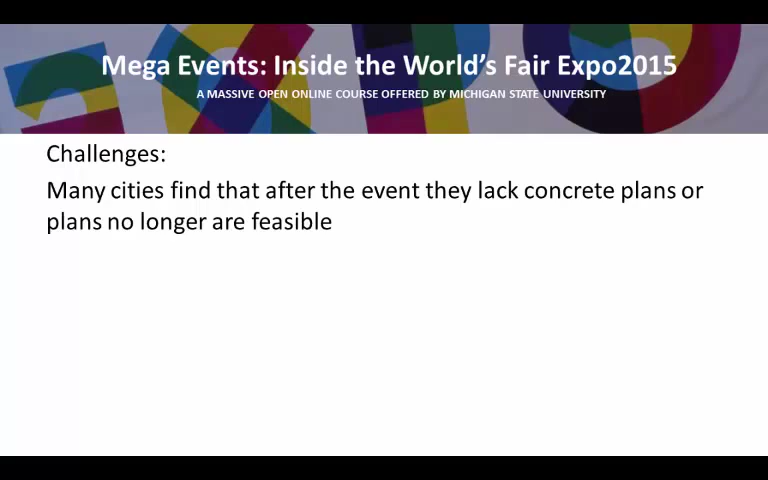 Mega Events: Inside the World's Fair Expo2015
A MASSIVE OPEN ONLINE COURSE OFFERED BY MICHIGAN STATE UNIVERSITY
Challenges:
Many cities find that after the event they lack concrete plans or
plans no longer are feasible